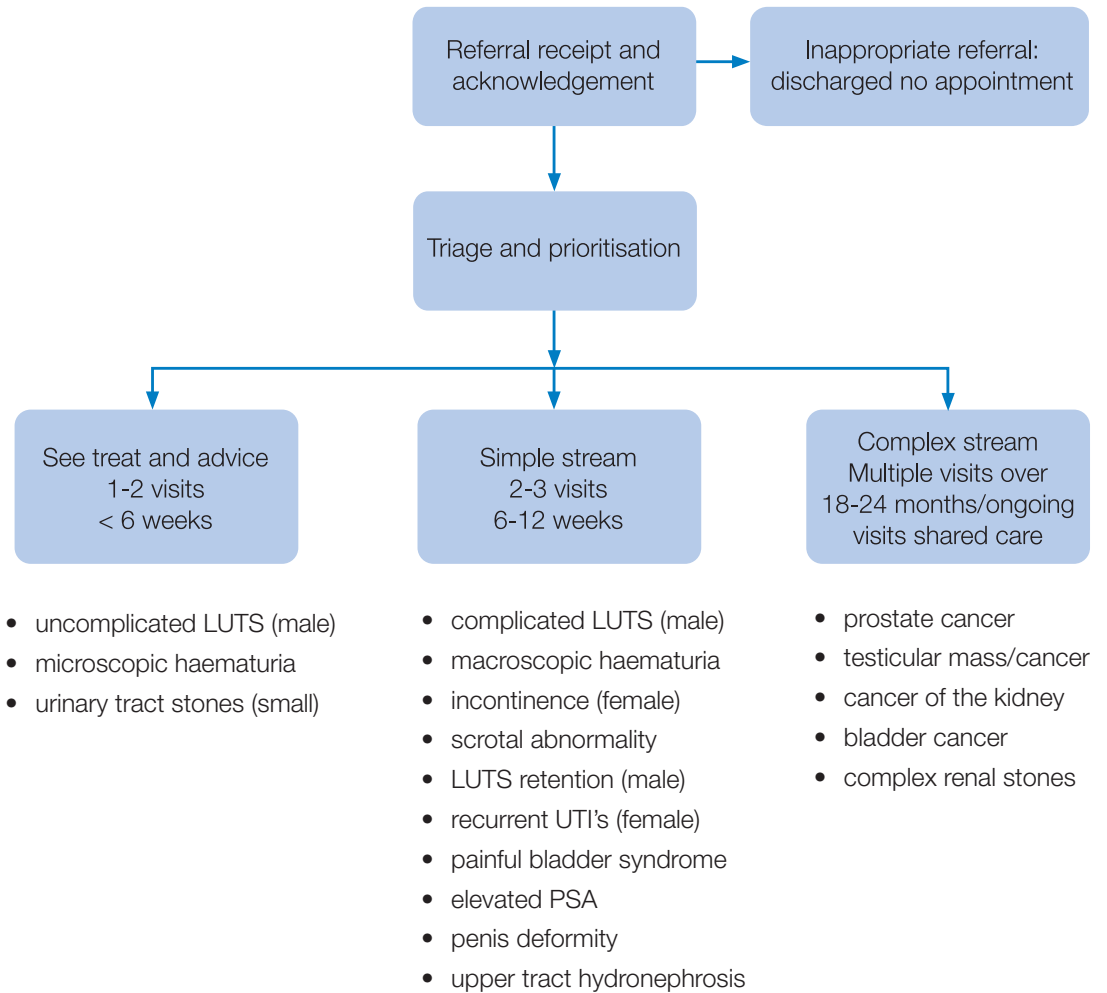 Referral receipt and
acknowledgement
Inappropriate referral:
discharged no appointment
Triage and prioritisation
See treat and advice
1-2 visits
< 6 weeks
Simple stream
2-3 visits
6-12 weeks
Complex stream
Multiple visits over
18-24 months/ongoing
visits shared care
• uncomplicated LUTS (male)
• microscopic haematuria
• urinary tract stones (small)
• complicated LUTS (male)
• macroscopic haematuria
• incontinence (female)
• scrotal abnormality
• LUTS retention (male)
• recurrent UTI's (female)
• painful bladder syndrome
• elevated PSA
• penis deformity
• upper tract hydronephrosis
• prostate cancer
• testicular mass/cancer
• cancer of the kidney
• bladder cancer
• complex renal stones